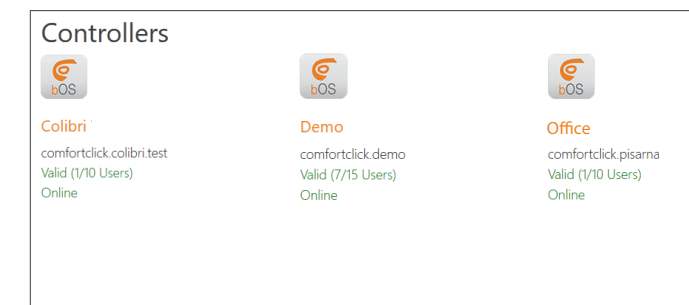 Controllers
bOS
bOS
bOS
Colibri
Demo
Office
comfortclick.colibri.test
comfortclick.demo
comfortclick.pisarna
Valid (1/10 Users)
Valid (7/15 Users)
Valid (1/10 Users)
Online
Online
Online